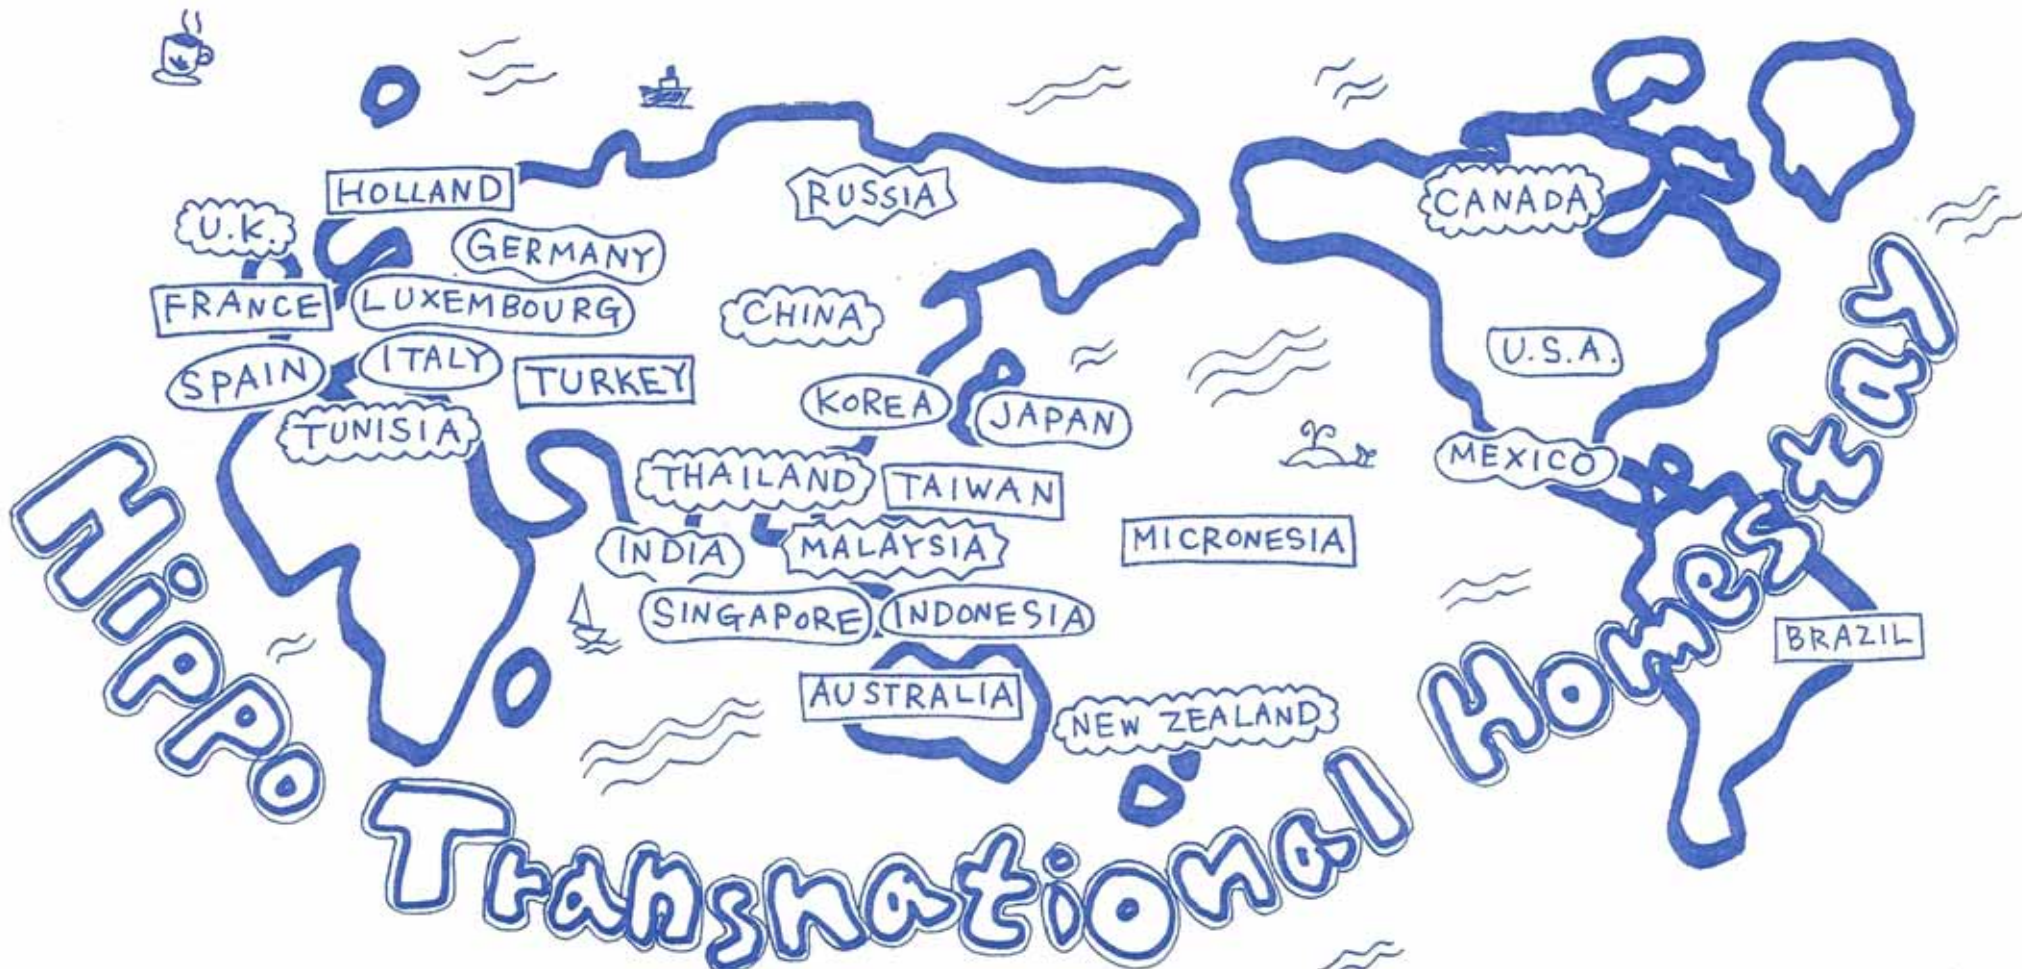 HOLLAND
RUSSIA
CANADA
U.K.
GERMANY
FRANCE
LUXEMBOURG
CHINA
U.S.A.
SPAIN
ITALY
TURKEY
KOREA
JAPAN
TUNISIA
MEXICO
THAILAND
TAIWAN
INDIA
MALAYSIA
MICRONESIA
SINGAPORE
INDONESIA
BRAZIL
AUSTRALIA
NEW ZEALAND
HiPPo Transnational Homestay